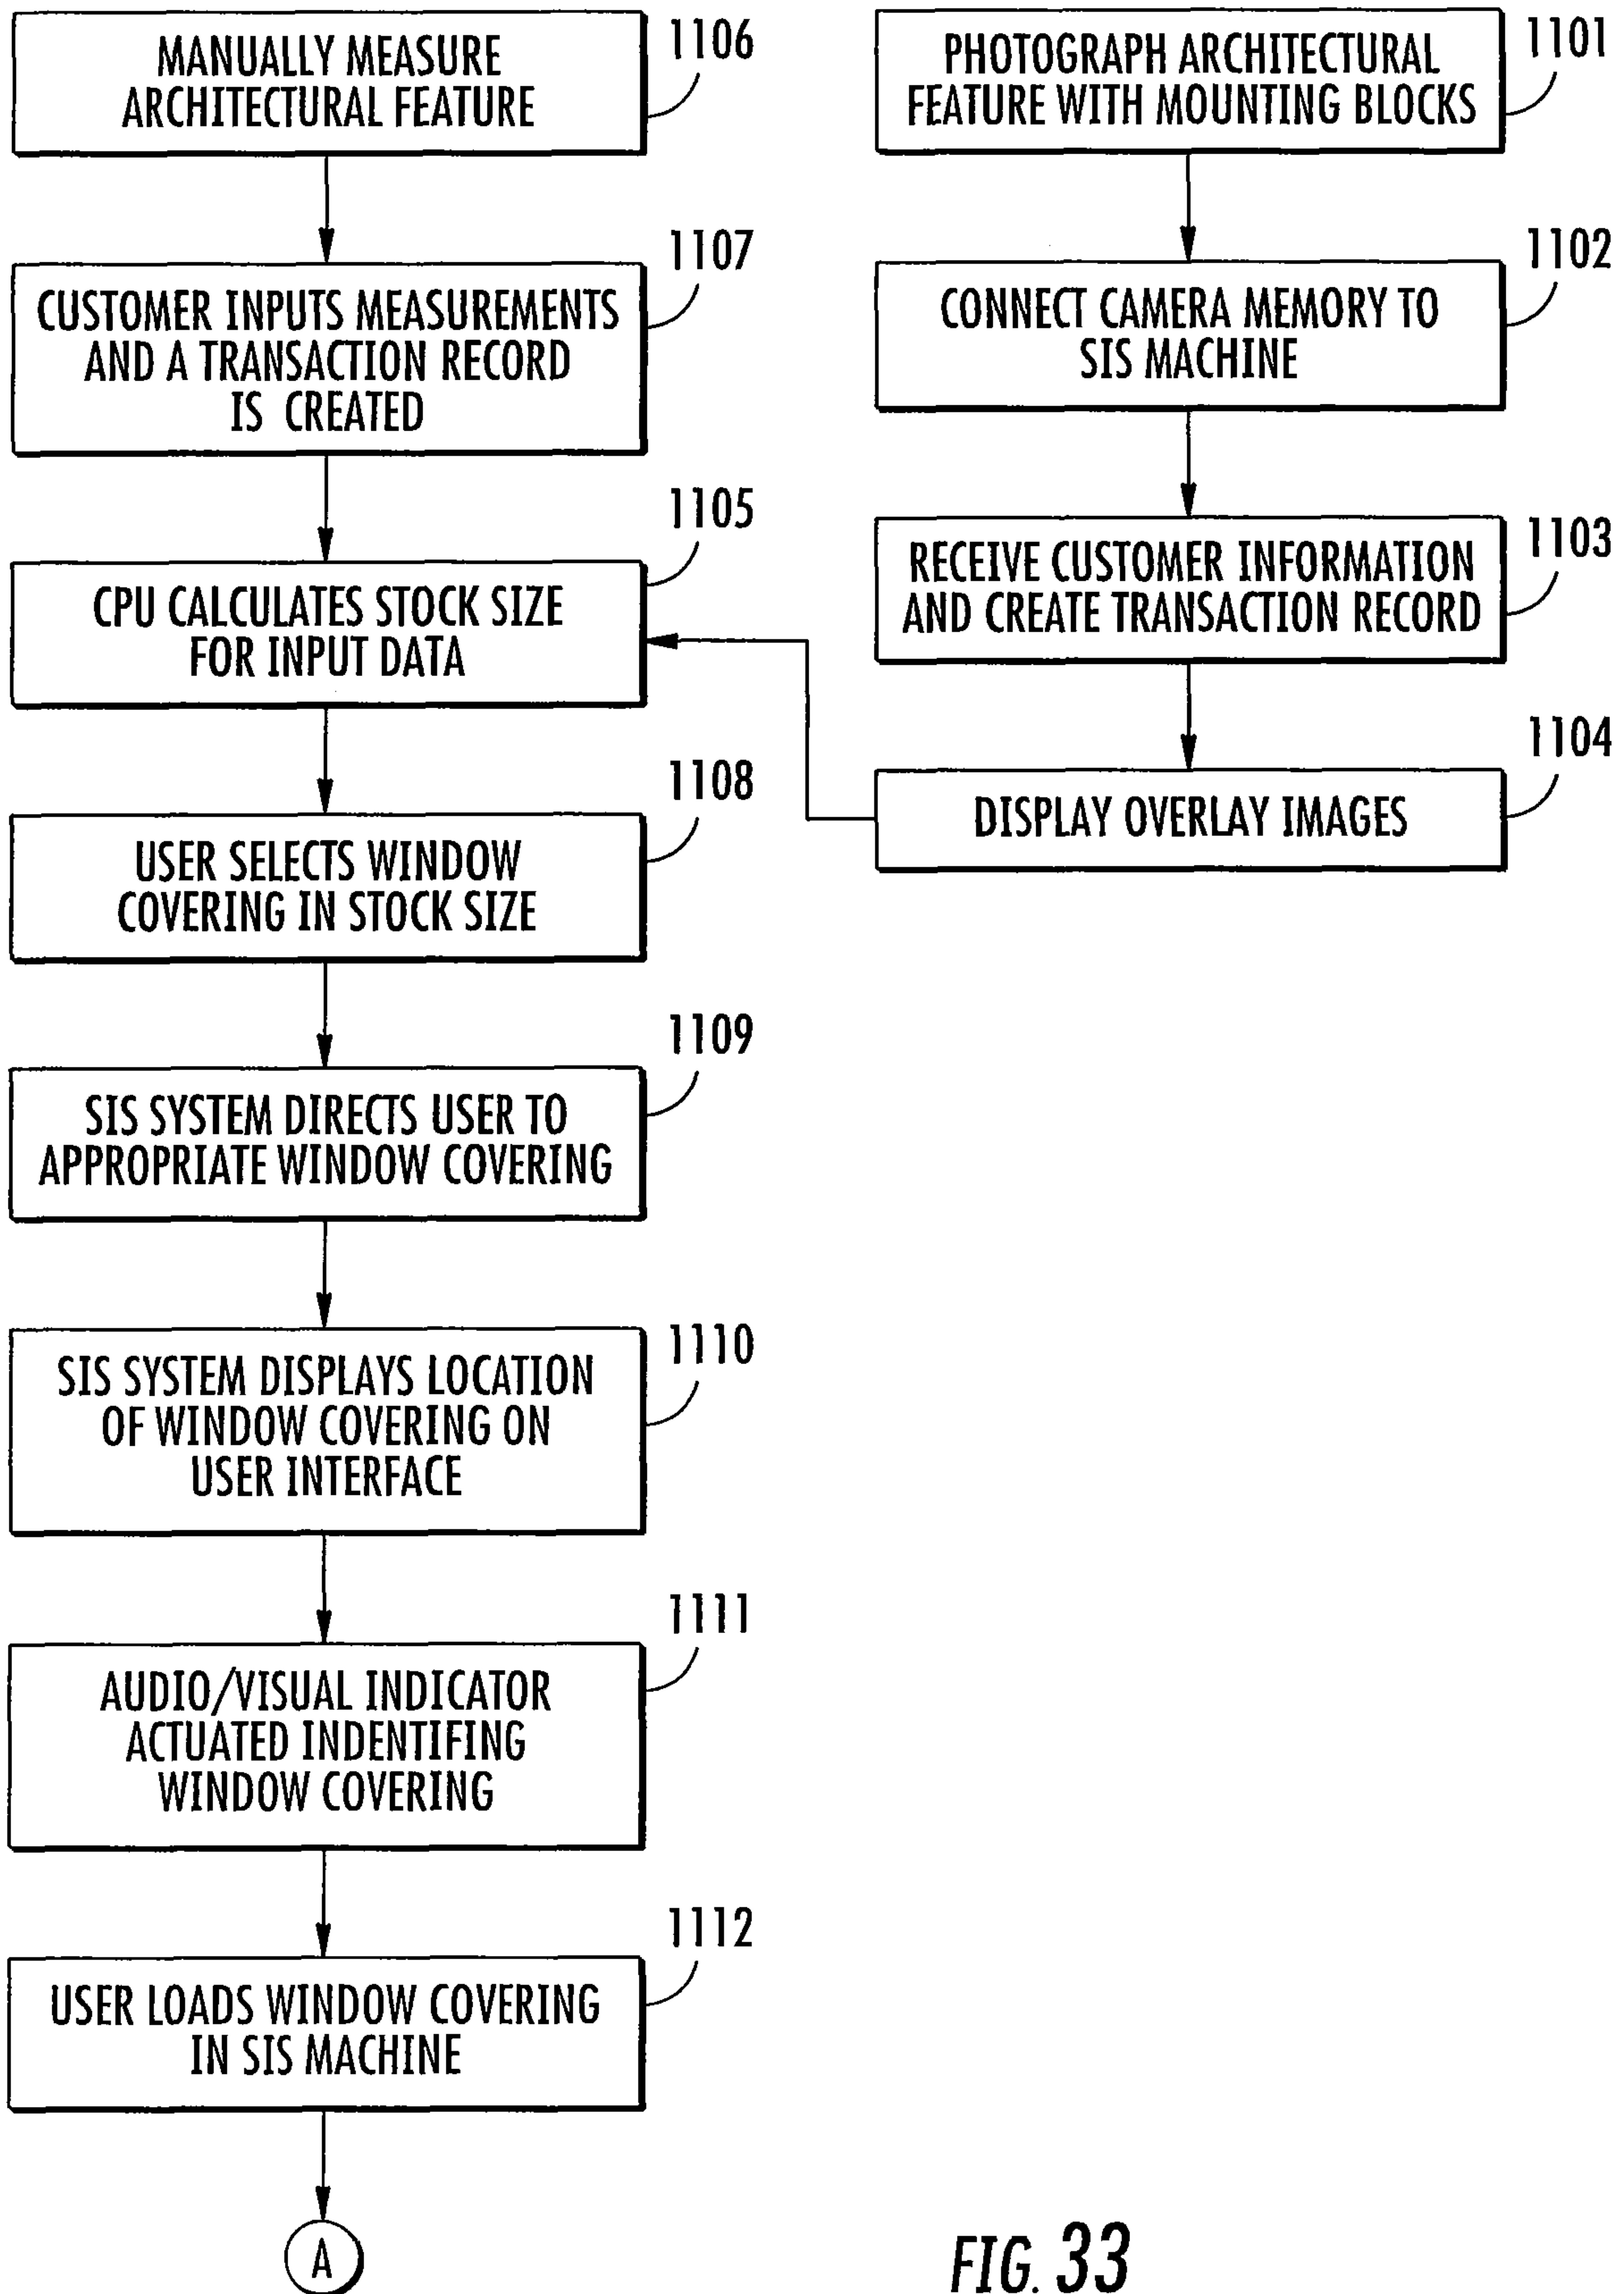 MANUALLY MEASURE
ARCHITECTURAL FEATURE
1106
CUSTOMER INPUTS MEASUREMENTS
AND A TRANSACTION RECORD
IS CREATED
1107
CPU CALCULATES STOCK SIZE
FOR INPUT DATA
1105
USER SELECTS WINDOW
COVERING IN STOCK SIZE
1108
SIS SYSTEM DIRECTS USER TO
APPROPRIATE WINDOW COVERING
1109
SIS SYSTEM DISPLAYS LOCATION
OF WINDOW COVERING ON
USER INTERFACE
1110
AUDIO/VISUAL INDICATOR
ACTUATED INDENTIFING
WINDOW COVERING
1111
USER LOADS WINDOW COVERING
IN SIS MACHINE
1112
A
PHOTOGRAPH ARCHITECTURAL
FEATURE WITH MOUNTING BLOCKS
1101
CONNECT CAMERA MEMORY TO
SIS MACHINE
1102
RECEIVE CUSTOMER INFORMATION
AND CREATE TRANSACTION RECORD
1103
DISPLAY OVERLAY IMAGES
1104
FIG. 33